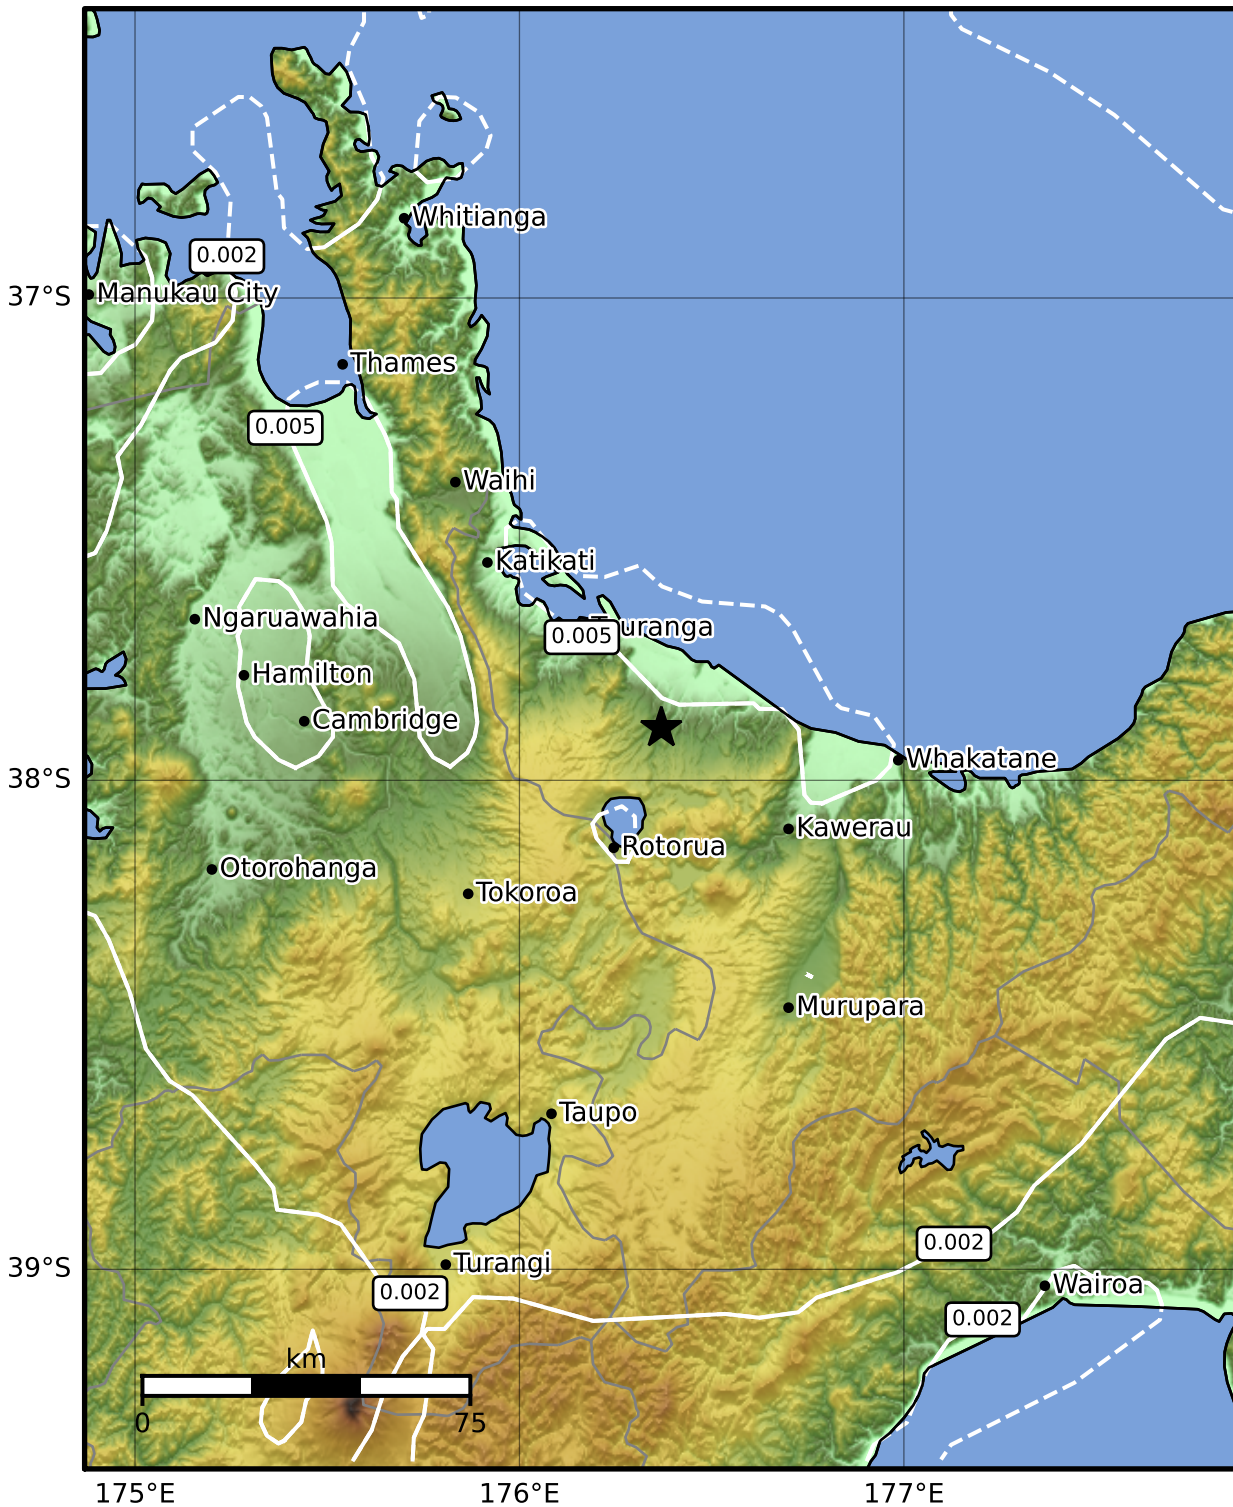 Whitianga
0.002
37°S
Manukau City
Thames
0.005
Waihi
Katikati
Ngaruawahia
Tauranga
0.005
Hamilton
Cambridge
Whakatane
38°S
Kawerau
Rotorua
Otorohanga
Tokoroa
Murupara
Taupo
0.002
39°S
Turangi
0.002
Wairoa
0.002
km
0 75
175°E 176°E 177°E